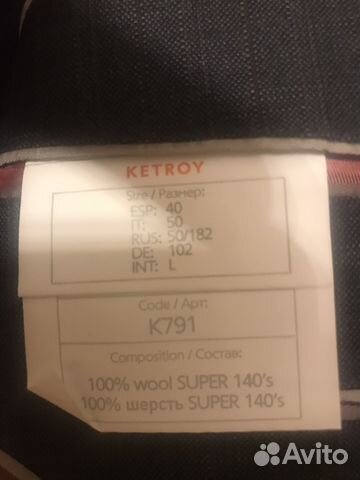 KETROY
Size / Размер:
ESP: 40
IT: 50
RUS: 50/182
DE: 102
INT: L
Code / Арт:
K791
Composition / Состав:
100% wool SUPER 140's
100% шерсть SUPER 140's
Avito